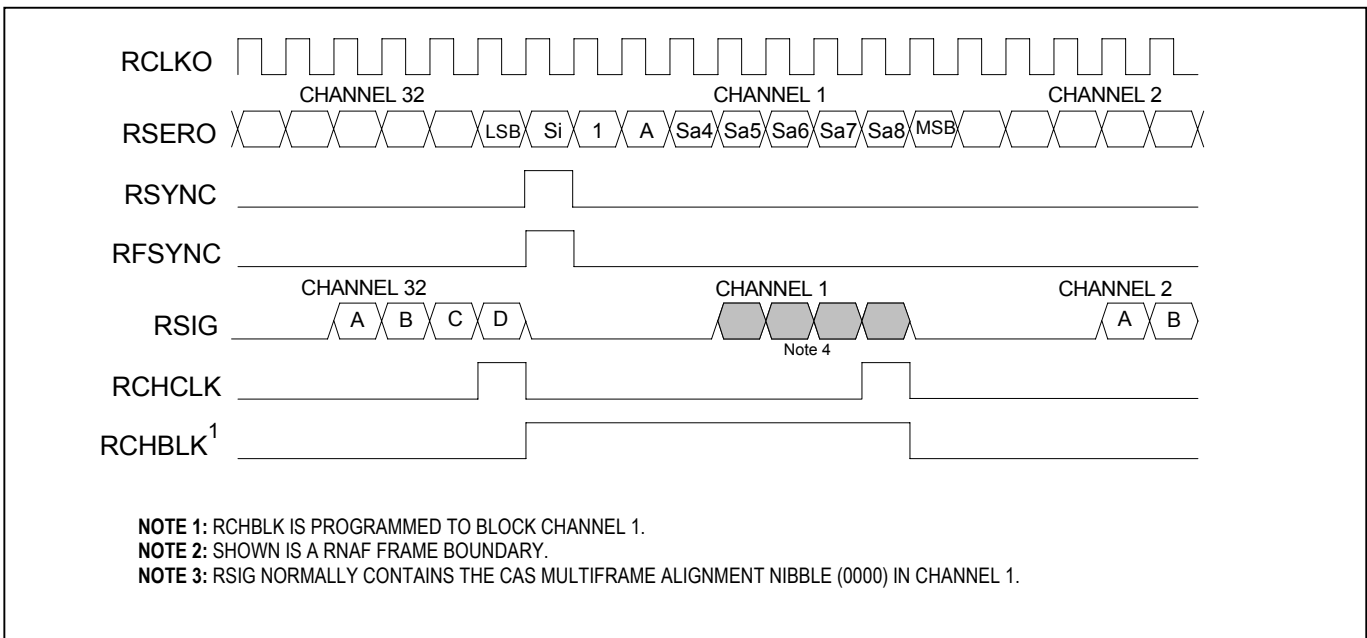 RCLKO
CHANNEL 32 CHANNEL 1 CHANNEL 2
RSERO LSB Si 1 A Sa4 Sa5 Sa6 Sa7 Sa8 MSB
RSYNC
RFSYNC
CHANNEL 32 CHANNEL 1 CHANNEL 2
RSIG A B C D A B
Note 4
RCHCLK
RCHBLK1
NOTE 1: RCHBLK IS PROGRAMMED TO BLOCK CHANNEL 1.
NOTE 2: SHOWN IS A RNAF FRAME BOUNDARY.
NOTE 3: RSIG NORMALLY CONTAINS THE CAS MULTIFRAME ALIGNMENT NIBBLE (0000) IN CHANNEL 1.